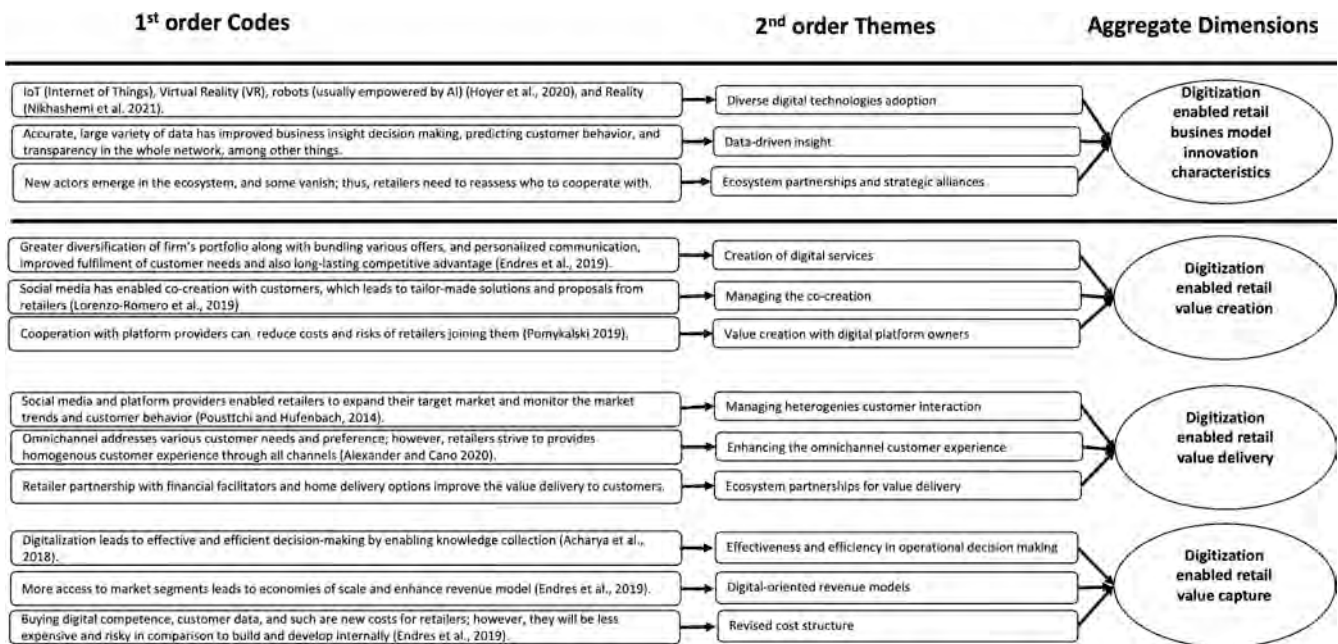 1st order Codes
2nd order Themes
Aggregate Dimensions
IoT (Internet of Things), Virtual Reality (VR), robots (usually empowered by AI) (Hoyer et al., 2020), and Reality
(Nikhashemi et al. 2021).
Diverse digital technologies adoption
Accurate, large variety of data has improved business insight decision making, predicting customer behavior, and
transparency in the whole network, among other things.
Data-driven insight
New actors emerge in the ecosystem, and some vanish; thus, retailers need to reassess who to cooperate with.
Ecosystem partnerships and strategic alliances
Digitization
enabled retail
busines model
innovation
characteristics
Greater diversification of firm's portfolio along with bundling various offers, and personalized communication,
improved fulfilment of customer needs and also long-lasting competitive advantage (Endres et al., 2019).
Creation of digital services
Social media has enabled co-creation with customers, which leads to tailor-made solutions and proposals from
retailers (Lorenzo-Romero et al., 2019)
Managing the co-creation
Cooperation with platform providers can reduce costs and risks of retailers joining them (Pomykalski 2019).
Value creation with digital platform owners
Digitization
enabled retail
value creation
Social media and platform providers enabled retailers to expand their target market and monitor the market
trends and customer behavior (Pousttchi and Hufenbach, 2014).
Managing heterogenies customer interaction
Omnichannel addresses various customer needs and preference; however, retailers strive to provides
homogenous customer experience through all channels (Alexander and Cano 2020).
Enhancing the omnichannel customer experience
Retailer partnership with financial facilitators and home delivery options improve the value delivery to customers.
Ecosystem partnerships for value delivery
Digitization
enabled retail
value delivery
Digitalization leads to effective and efficient decision-making by enabling knowledge collection (Acharya et al.,
2018).
Effectiveness and efficiency in operational decision making
More access to market segments leads to economies of scale and enhance revenue model (Endres et al., 2019).
Digital-oriented revenue models
Buying digital competence, customer data, and such are new costs for retailers; however, they will be less
expensive and risky in comparison to build and develop internally (Endres et al., 2019).
Revised cost structure
Digitization
enabled retail
value capture